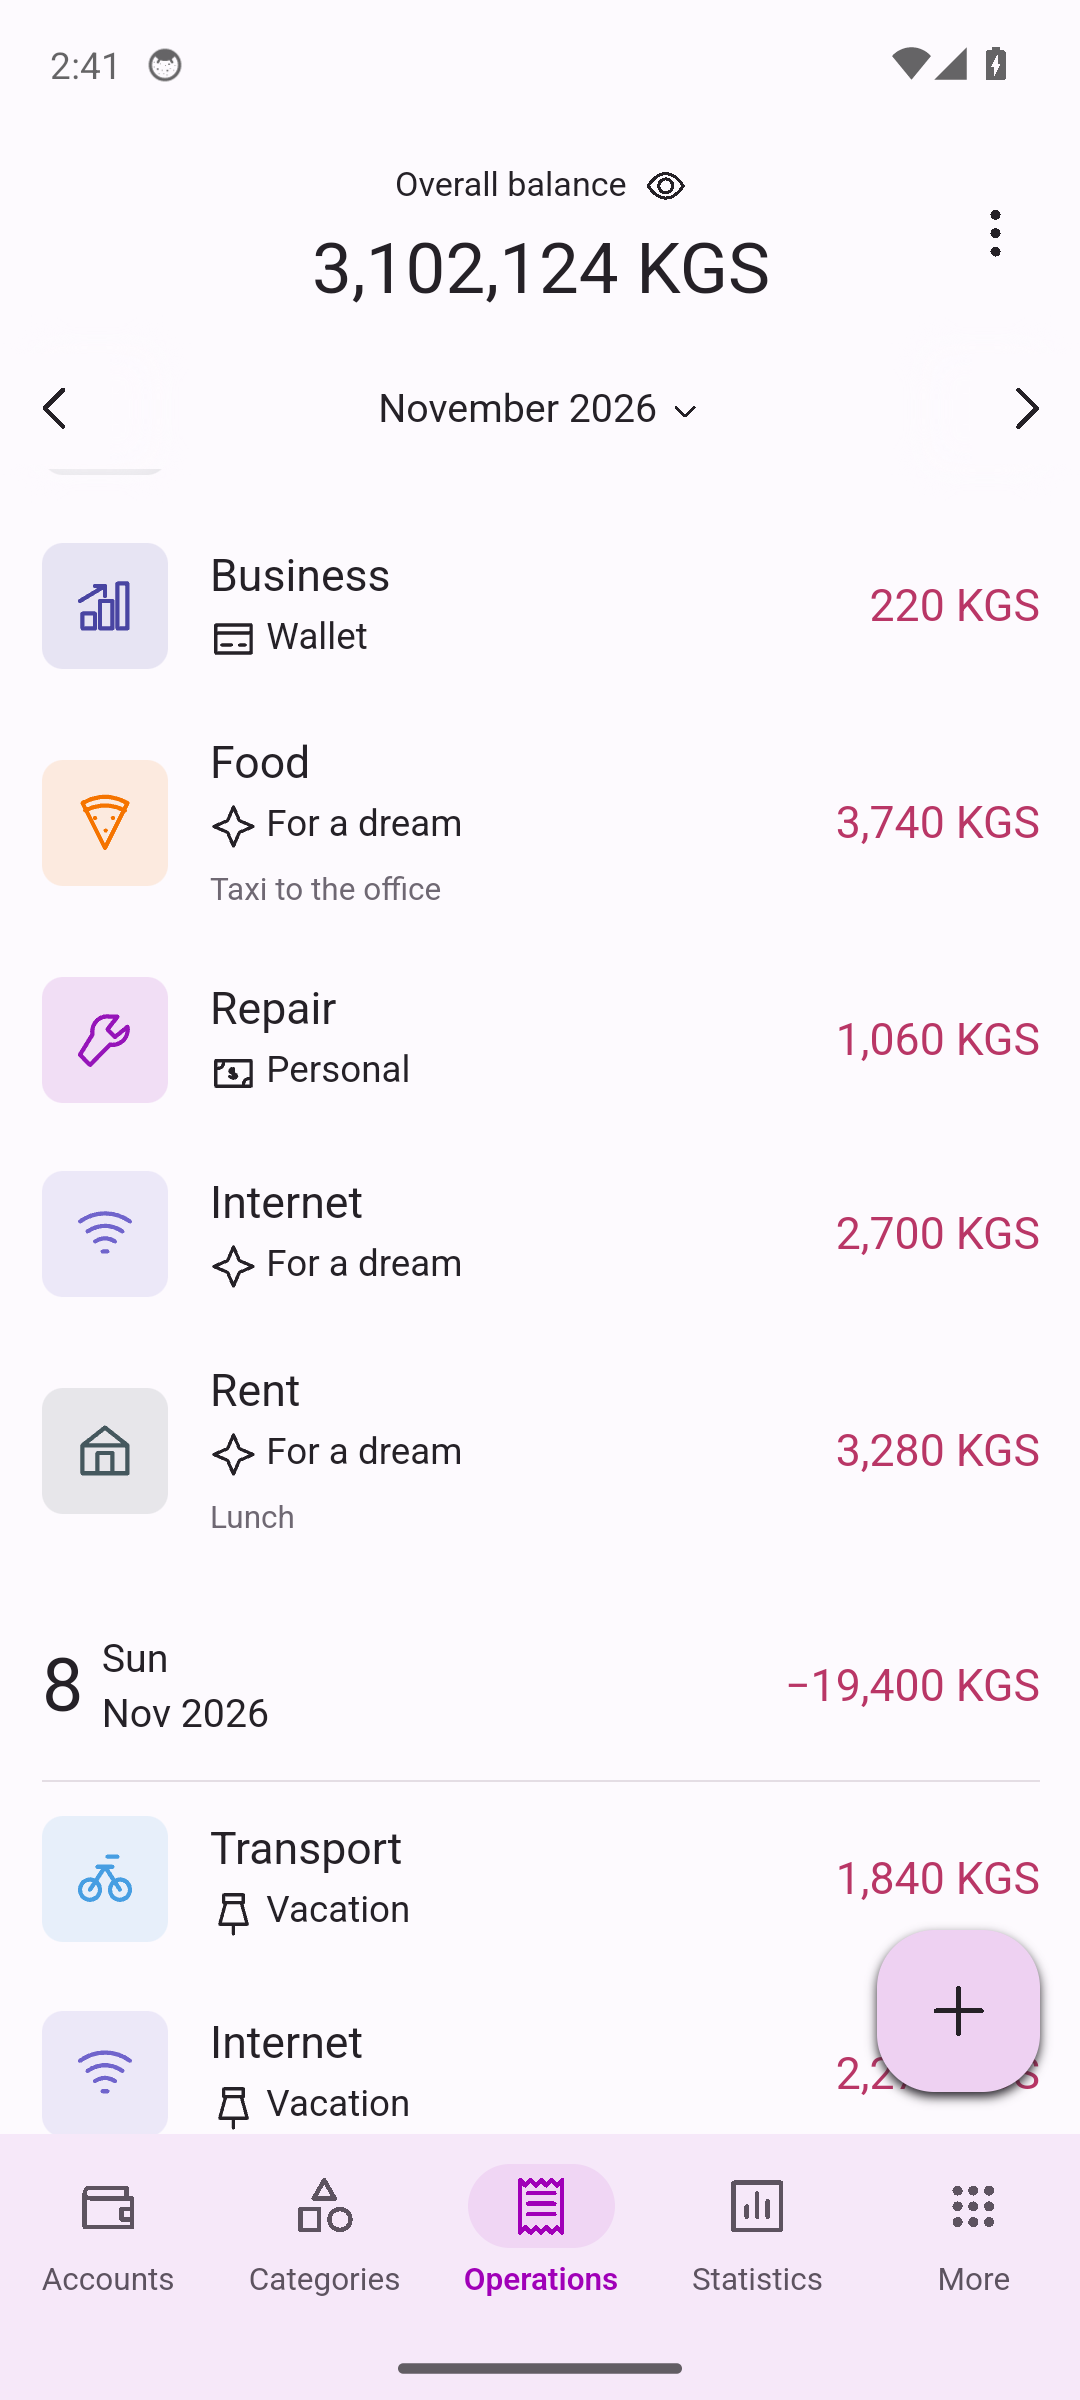 2:41
Overall balance
3,102,124 KGS
November 2026
Business
Wallet
220 KGS
Food
For a dream
Taxi to the office
3,740 KGS
Repair
Personal
1,060 KGS
Internet
For a dream
2,700 KGS
Rent
For a dream
Lunch
3,280 KGS
8
Sun
Nov 2026
−19,400 KGS
Transport
Vacation
1,840 KGS
Internet
Vacation
Accounts
Categories
Operations
Statistics
More